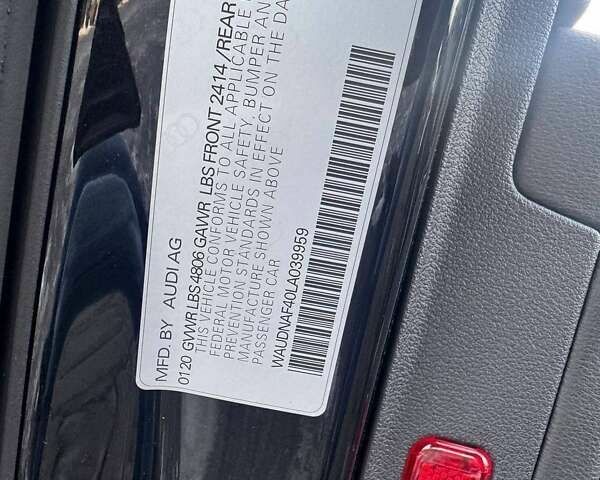 MFD. BY AUDI AG
0120 GVWR LBS 4806 GAWR LBS FRONT 2414 /REAR
THIS VEHICLE CONFORMS TO ALL APPLICABLE
FEDERAL MOTOR VEHICLE SAFETY, BUMPER AN
PREVENTION STANDARDS IN EFFECT ON THE DA
MANUFACTURE SHOWN ABOVE
PASSENGER CAR
WAUDNAF40LA039959